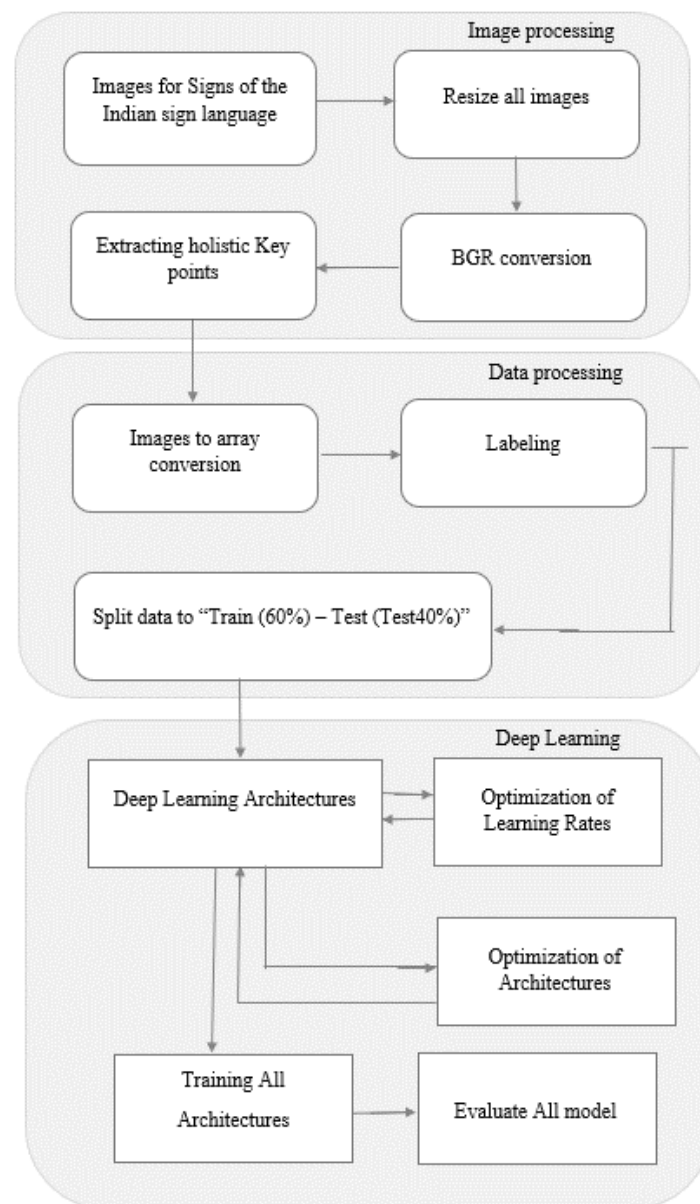 Image processing
Images for Signs of the
Indian sign language
Resize all images
BGR conversion
Extracting holistic Key
points
Data processing
Images to array
conversion
Labeling
Split data to “Train (60%) – Test (Test40%)”
Deep Learning
Deep Learning Architectures
Optimization of
Learning Rates
Optimization of
Architectures
Training All
Architectures
Evaluate All model